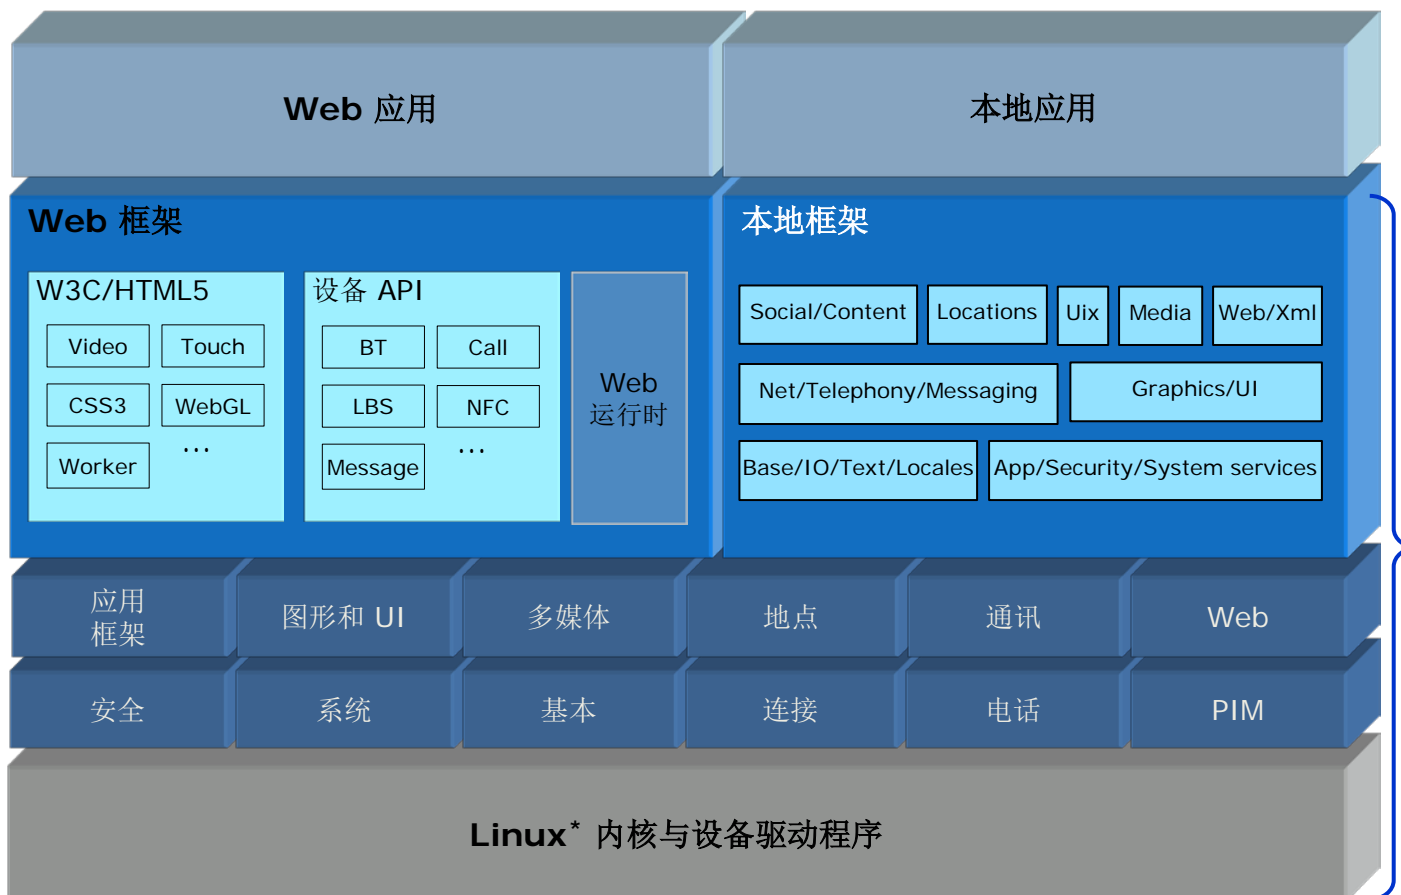 Web 应用
本地应用
Web 框架
W3C/HTML5
Video
Touch
CSS3
WebGL
Worker
...
设备 API
BT
Call
LBS
NFC
Message
...
Web
运行时
本地框架
Social/Content
Locations
Uix
Media
Web/Xml
Net/Telephony/Messaging
Graphics/UI
Base/IO/Text/Locales
App/Security/System services
应用
框架
图形和 UI
多媒体
地点
通讯
Web
安全
系统
基本
连接
电话
PIM
Linux* 内核与设备驱动程序